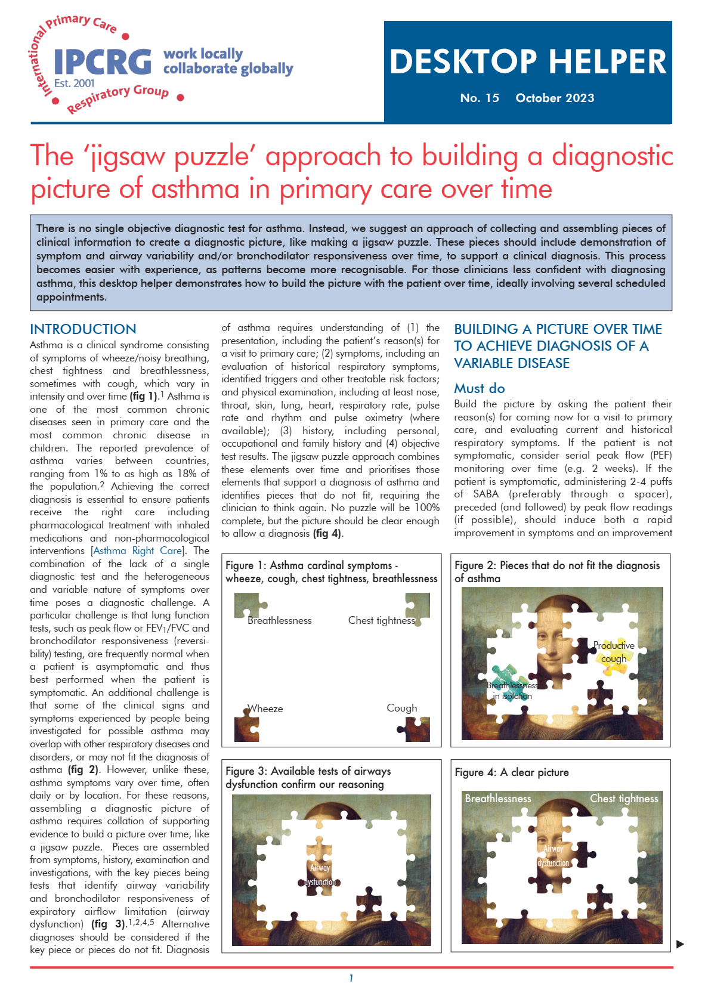 International Primary Care
IPCRG
Est. 2001
Respiratory Group
work locally
collaborate globally
DESKTOP HELPER
No. 15 October 2023
The ‘jigsaw puzzle’ approach to building a diagnostic
picture of asthma in primary care over time
There is no single objective diagnostic test for asthma. Instead, we suggest an approach of collecting and assembling pieces of
clinical information to create a diagnostic picture, like making a jigsaw puzzle. These pieces should include demonstration of
symptom and airway variability and/or bronchodilator responsiveness over time, to support a clinical diagnosis. This process
becomes easier with experience, as patterns become more recognisable. For those clinicians less confident with diagnosing
asthma, this desktop helper demonstrates how to build the picture with the patient over time, ideally involving several scheduled
appointments.
INTRODUCTION
Asthma is a clinical syndrome consisting
of symptoms of wheeze/noisy breathing,
chest tightness and breathlessness,
sometimes with cough, which vary in
intensity and over time (fig 1).1 Asthma is
one of the most common chronic
diseases seen in primary care and the
most common chronic disease in
children. The reported prevalence of
asthma varies between countries,
ranging from 1% to as high as 18% of
the population.2 Achieving the correct
diagnosis is essential to ensure patients
receive the right care including
pharmacological treatment with inhaled
medications and non-pharmacological
interventions [Asthma Right Care]. The
combination of the lack of a single
diagnostic test and the heterogeneous
and variable nature of symptoms over
time poses a diagnostic challenge. A
particular challenge is that lung function
tests, such as peak flow or FEV1/FVC and
bronchodilator responsiveness (reversi-
bility) testing, are frequently normal when
a patient is asymptomatic and thus
best performed when the patient is
symptomatic. An additional challenge is
that some of the clinical signs and
symptoms experienced by people being
investigated for possible asthma may
overlap with other respiratory diseases and
disorders, or may not fit the diagnosis of
asthma (fig 2). However, unlike these,
asthma symptoms vary over time, often
daily or by location. For these reasons,
assembling a diagnostic picture of
asthma requires collation of supporting
evidence to build a picture over time, like
a jigsaw puzzle. Pieces are assembled
from symptoms, history, examination and
investigations, with the key pieces being
tests that identify airway variability
and bronchodilator responsiveness of
expiratory airflow limitation (airway
dysfunction) (fig 3).1,2,4,5 Alternative
diagnoses should be considered if the
key piece or pieces do not fit. Diagnosis
of asthma requires understanding of (1) the
presentation, including the patient’s reason(s) for
a visit to primary care; (2) symptoms, including an
evaluation of historical respiratory symptoms,
identified triggers and other treatable risk factors;
and physical examination, including at least nose,
throat, skin, lung, heart, respiratory rate, pulse
rate and rhythm and pulse oximetry (where
available); (3) history, including personal,
occupational and family history and (4) objective
test results. The jigsaw puzzle approach combines
these elements over time and prioritises those
elements that support a diagnosis of asthma and
identifies pieces that do not fit, requiring the
clinician to think again. No puzzle will be 100%
complete, but the picture should be clear enough
to allow a diagnosis (fig 4).
BUILDING A PICTURE OVER TIME
TO ACHIEVE DIAGNOSIS OF A
VARIABLE DISEASE
Must do
Build the picture by asking the patient their
reason(s) for coming now for a visit to primary
care, and evaluating current and historical
respiratory symptoms. If the patient is not
symptomatic, consider serial peak flow (PEF)
monitoring over time (e.g. 2 weeks). If the
patient is symptomatic, administering 2-4 puffs
of SABA (preferably through a spacer),
preceded (and followed) by peak flow readings
(if possible), should induce both a rapid
improvement in symptoms and an improvement
Figure 1: Asthma cardinal symptoms -
wheeze, cough, chest tightness, breathlessness
Breathlessness
Chest tightness
Wheeze
Cough
Figure 2: Pieces that do not fit the diagnosis
of asthma
Productive
cough
Breathlessness
in isolation
Figure 3: Available tests of airways
dysfunction confirm our reasoning
Airway
dysfunction
Figure 4: A clear picture
Breathlessness
Chest tightness
Airway
dysfunction
1